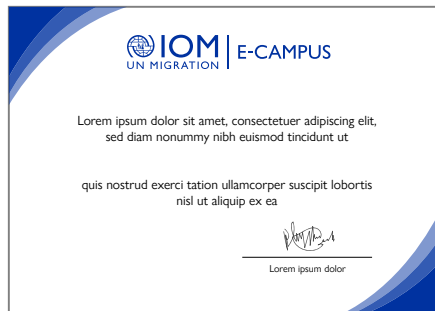 IOM
UN MIGRATION
E-CAMPUS
Lorem ipsum dolor sit amet, consectetuer adipiscing elit,
sed diam nonummy nibh euismod tincidunt ut
quis nostrud exerci tation ullamcorper suscipit lobortis
nisl ut aliquip ex ea
Lorem ipsum dolor